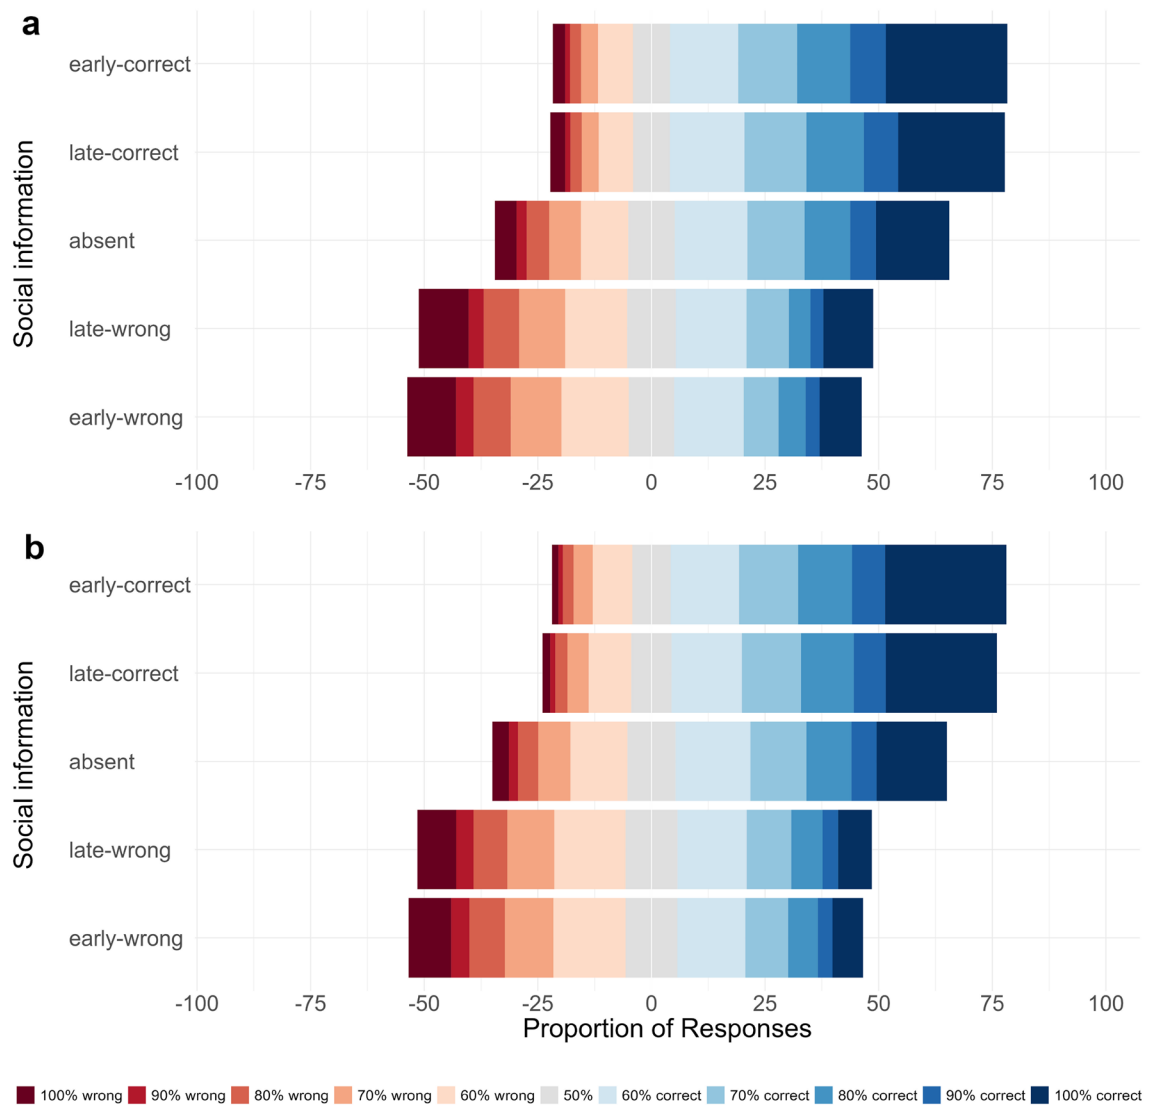 a
Social information
early-correct
late-correct
absent
late-wrong
early-wrong
-100 -75 -50 -25 0 25 50 75 100
b
Social information
early-correct
late-correct
absent
late-wrong
early-wrong
-100 -75 -50 -25 0 25 50 75 100
Proportion of Responses
100% wrong 90% wrong 80% wrong 70% wrong 60% wrong 50% 60% correct 70% correct 80% correct 90% correct 100% correct